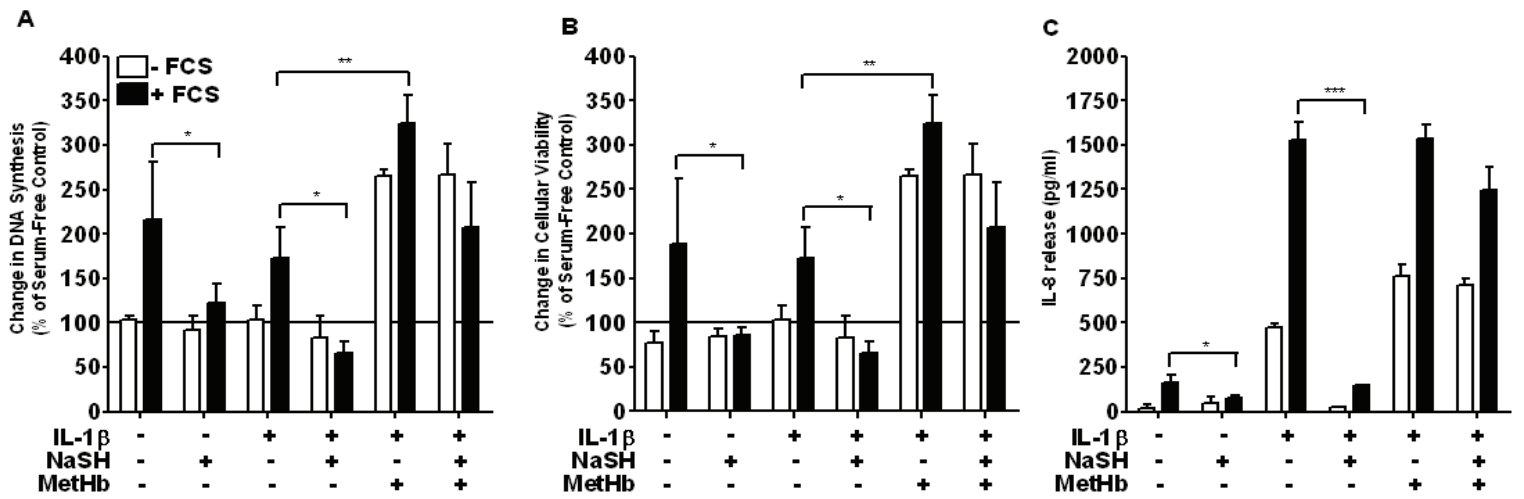 A
Change in DNA Synthesis
(% of Serum-Free Control)
400
350
300
250
200
150
100
50
0
- FCS
+ FCS
*
*
**
IL-1β - - + + + +
NaSH - + - + - +
MetHb - - - - + +
B
Change in Cellular Viability
(% of Serum-Free Control)
400
350
300
250
200
150
100
50
0
*
*
**
IL-1β - - + + + +
NaSH - + - + - +
MetHb - - - - + +
C
IL-8 release (pg/ml)
2000
1750
1500
1250
1000
750
500
250
0
*
***
IL-1β - - + + + +
NaSH - + - + - +
MetHb - - - - + +